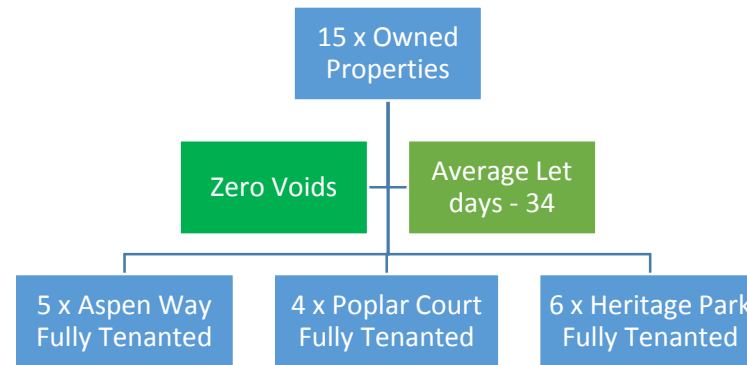 15 x Owned
Properties
Zero Voids
Average Let
days - 34
5 x Aspen Way
Fully Tenanted
4 x Poplar Court
Fully Tenanted
6 x Heritage Park
Fully Tenanted